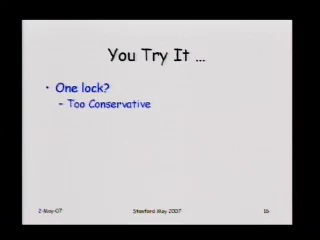 You Try It …
• One lock?
– Too Conservative
2-May-07
Stanford May 2007
16